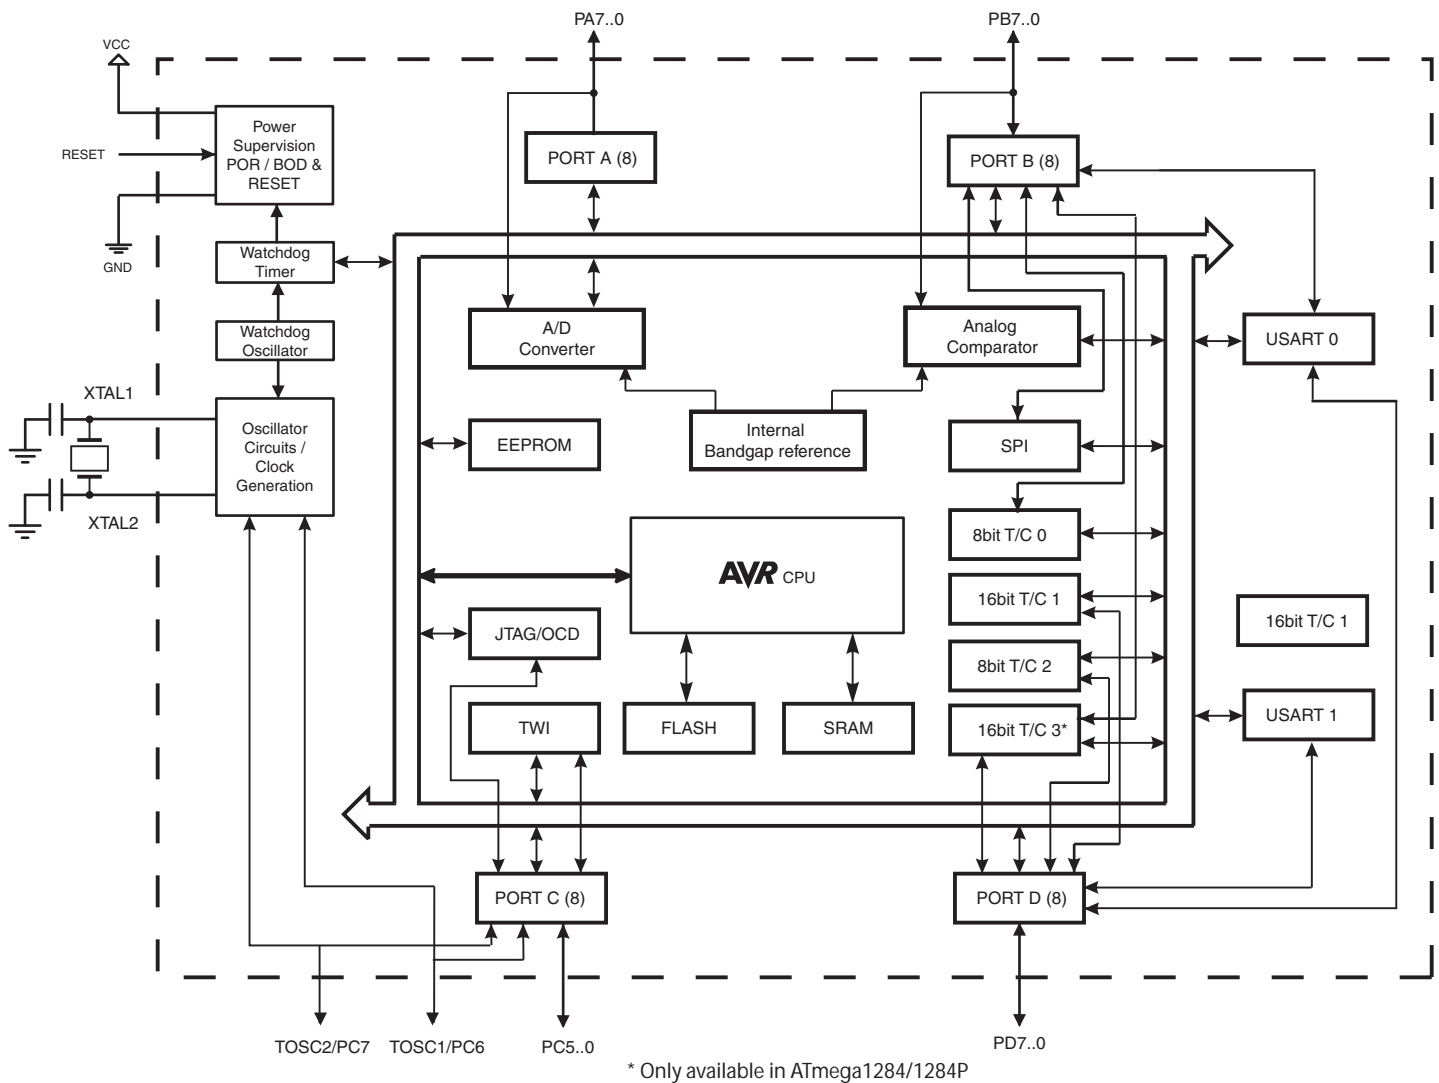 PA7..0
PB7..0
VCC
Power
Supervision
POR / BOD &
RESET
RESET
PORT A (8)
PORT B (8)
GND
Watchdog
Timer
Watchdog
Oscillator
A/D
Converter
Analog
Comparator
USART 0
XTAL1
Oscillator
Circuits /
Clock
Generation
XTAL2
EEPROM
Internal
Bandgap reference
SPI
8bit T/C 0
AVR CPU
16bit T/C 1
16bit T/C 1
JTAG/OCD
8bit T/C 2
TWI
FLASH
SRAM
16bit T/C 3*
USART 1
PORT C (8)
PORT D (8)
TOSC2/PC7
TOSC1/PC6
PC5..0
PD7..0
* Only available in ATmega1284/1284P